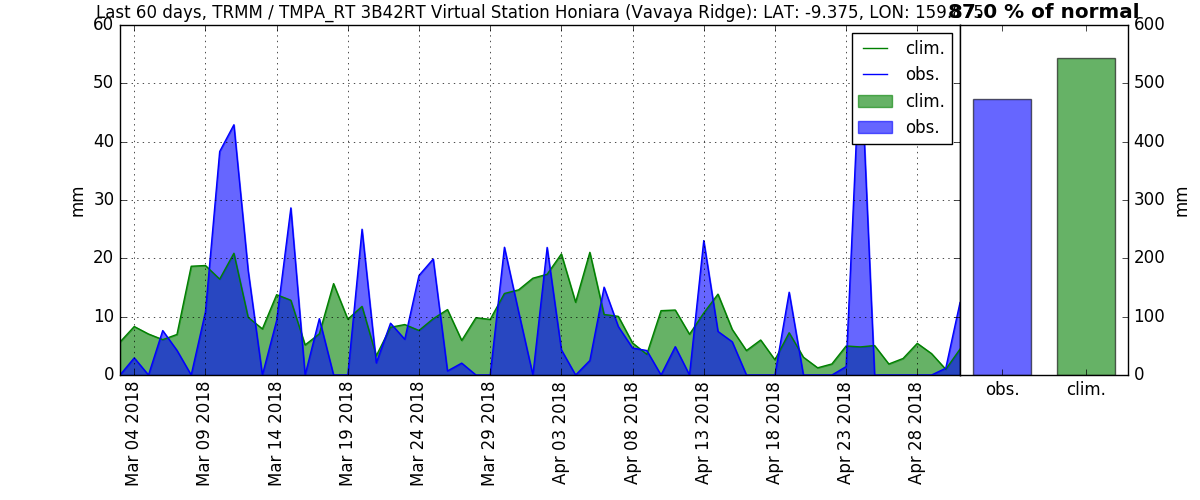 Last 60 days, TRMM / TMPA_RT 3B42RT Virtual Station Honiara (Vavaya Ridge): LAT: -9.375, LON:
87.0 % of normal
60
50
40
30
20
10
0
mm
clim.
obs.
clim.
obs.
600
500
400
300
200
100
0
mm
Mar 04 2018
Mar 09 2018
Mar 14 2018
Mar 19 2018
Mar 24 2018
Mar 29 2018
Apr 03 2018
Apr 08 2018
Apr 13 2018
Apr 18 2018
Apr 23 2018
Apr 28 2018
obs.
clim.